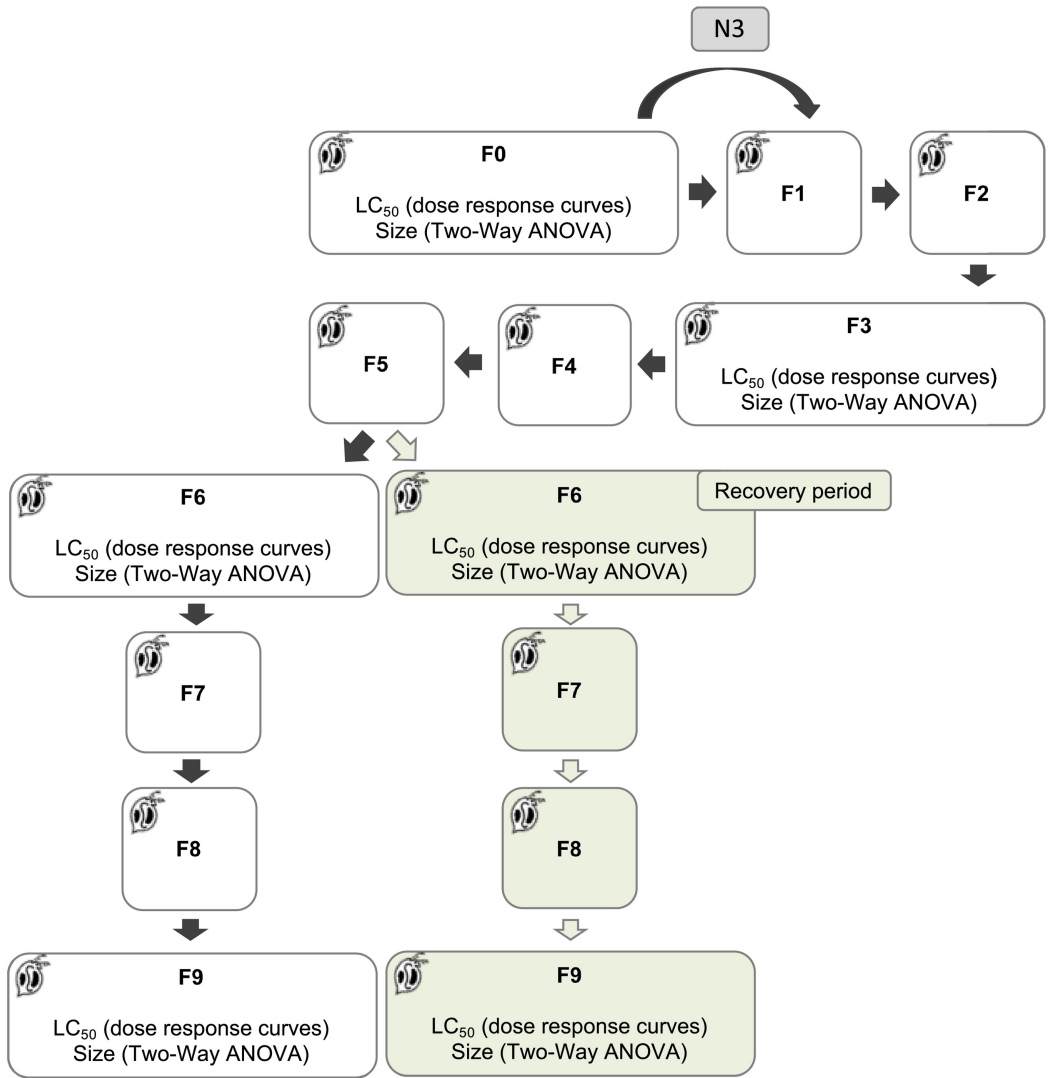 N3
F0
LC₅₀ (dose response curves)
Size (Two-Way ANOVA)
F1
F2
F3
LC₅₀ (dose response curves)
Size (Two-Way ANOVA)
F4
F5
F6
LC₅₀ (dose response curves)
Size (Two-Way ANOVA)
Recovery period
F6
LC₅₀ (dose response curves)
Size (Two-Way ANOVA)
F7
F7
F8
F8
F9
LC₅₀ (dose response curves)
Size (Two-Way ANOVA)
F9
LC₅₀ (dose response curves)
Size (Two-Way ANOVA)